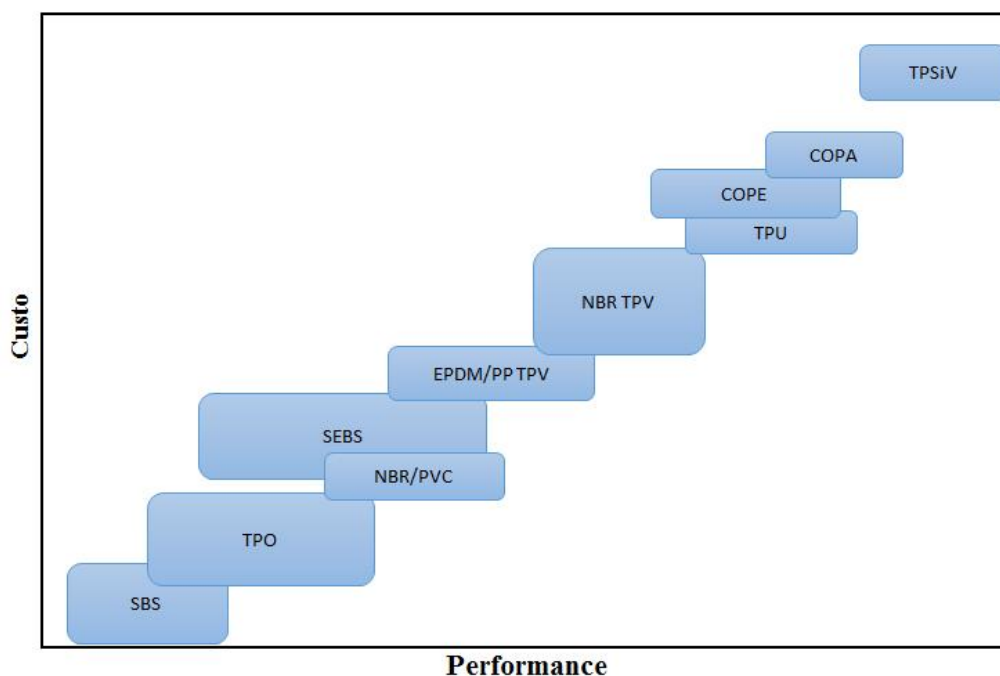 TPSiV
COPA
COPE
TPU
NBR TPV
Custo
EPDM/PP TPV
SEBS
NBR/PVC
TPO
SBS
Performance